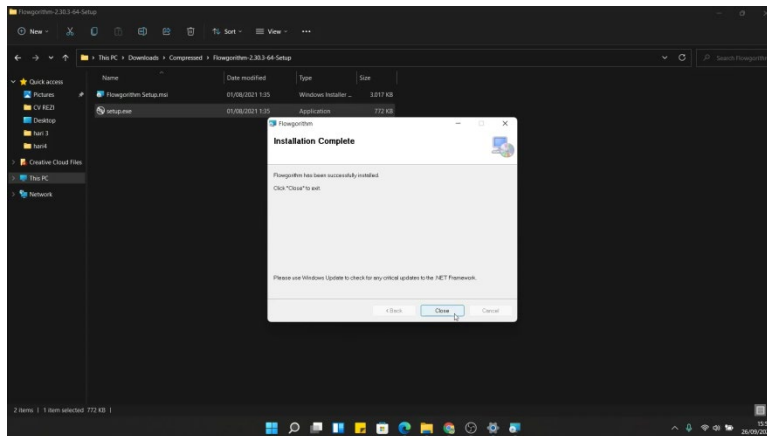 Flowgorithm-2.30.3-64-Setup
New
Sort
View
This PC
Downloads
Compressed
Flowgorithm-2.30.3-64-Setup
Search Flowgorithm
Name
Date modified
Type
Size
Quick access
Pictures
CV REZI
Desktop
hari 3
hari4
Creative Cloud Files
This PC
Network
Flowgorithm Setup.msi
01/08/2021 1:35
Windows Installer ...
3.017 KB
setup.exe
01/08/2021 1:35
Application
772 KB
Flowgorithm
Installation Complete
Flowgorithm has been successfully installed.
Click "Close" to exit.
Please use Windows Update to check for any critical updates to the .NET Framework.
< Back
Close
Cancel
2 items
1 item selected 772 KB